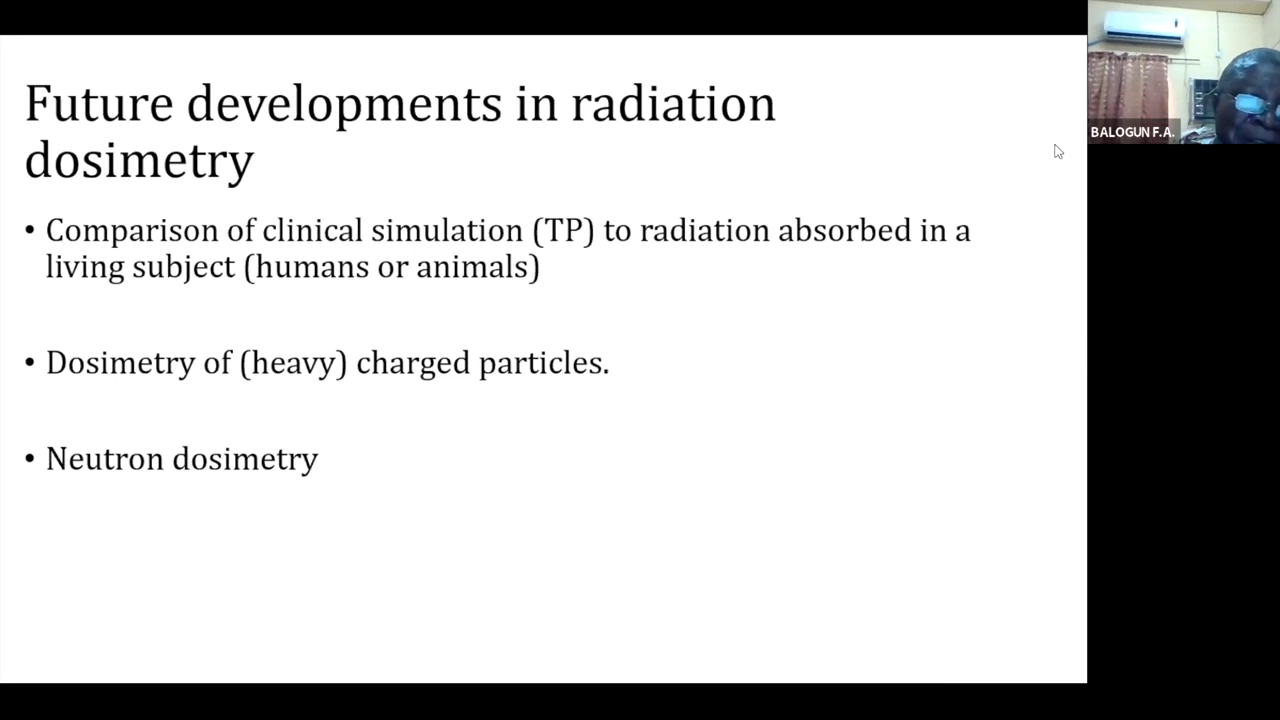 Future developments in radiation
dosimetry
• Comparison of clinical simulation (TP) to radiation absorbed in a
living subject (humans or animals)
• Dosimetry of (heavy) charged particles.
• Neutron dosimetry
BALOGUN F.A.